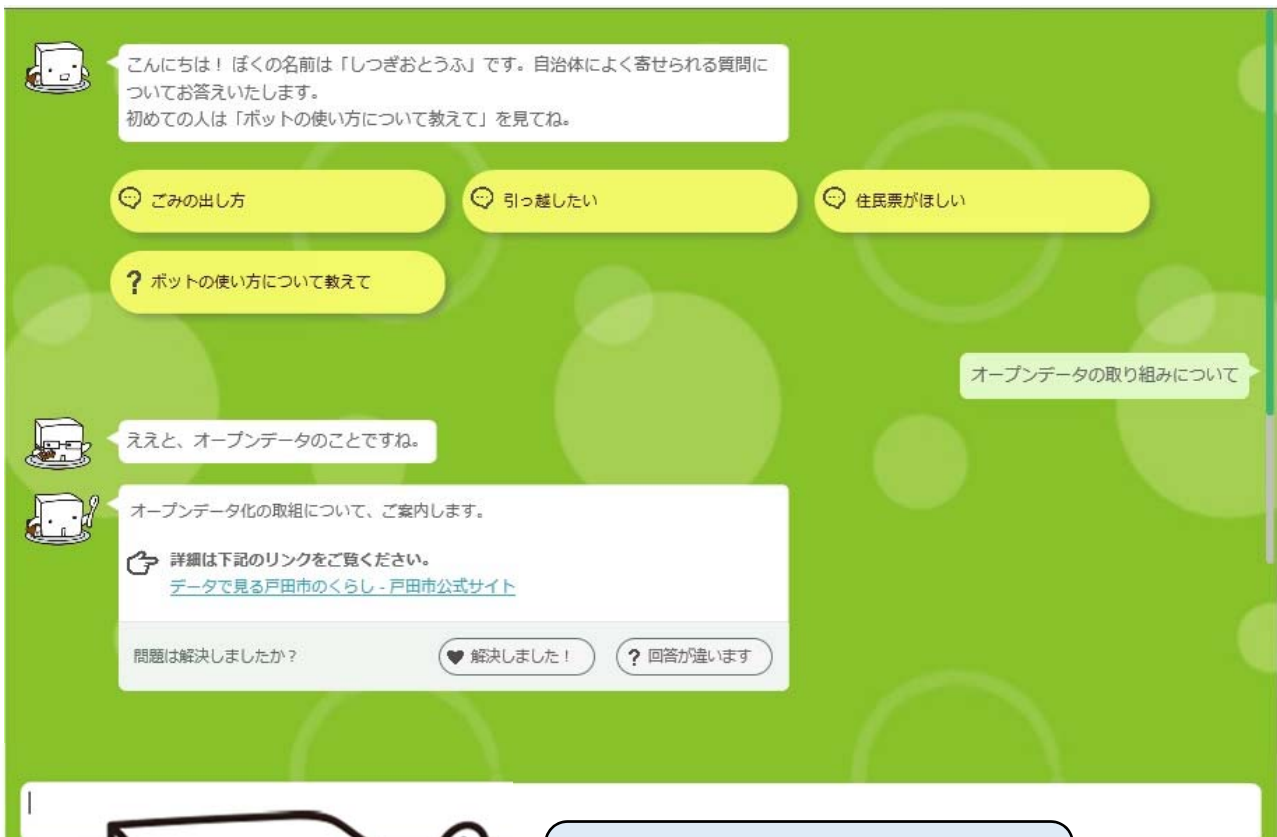 こんにちは！ ぼくの名前は「しつぎおとうふ」です。自治体によく寄せられる質問に
ついてお答えいたします。
初めての人は「ボットの使い方について教えて」を見てね。
ごみの出し方
引っ越したい
住民票がほしい
? ボットの使い方について教えて
オープンデータの取り組みについて
ええと、オープンデータのことですね。
オープンデータ化の取組について、ご案内します。
詳細は下記のリンクをご覧ください。
データで見る戸田市のくらし - 戸田市公式サイト
問題は解決しましたか？
解決しました！
? 回答が違います